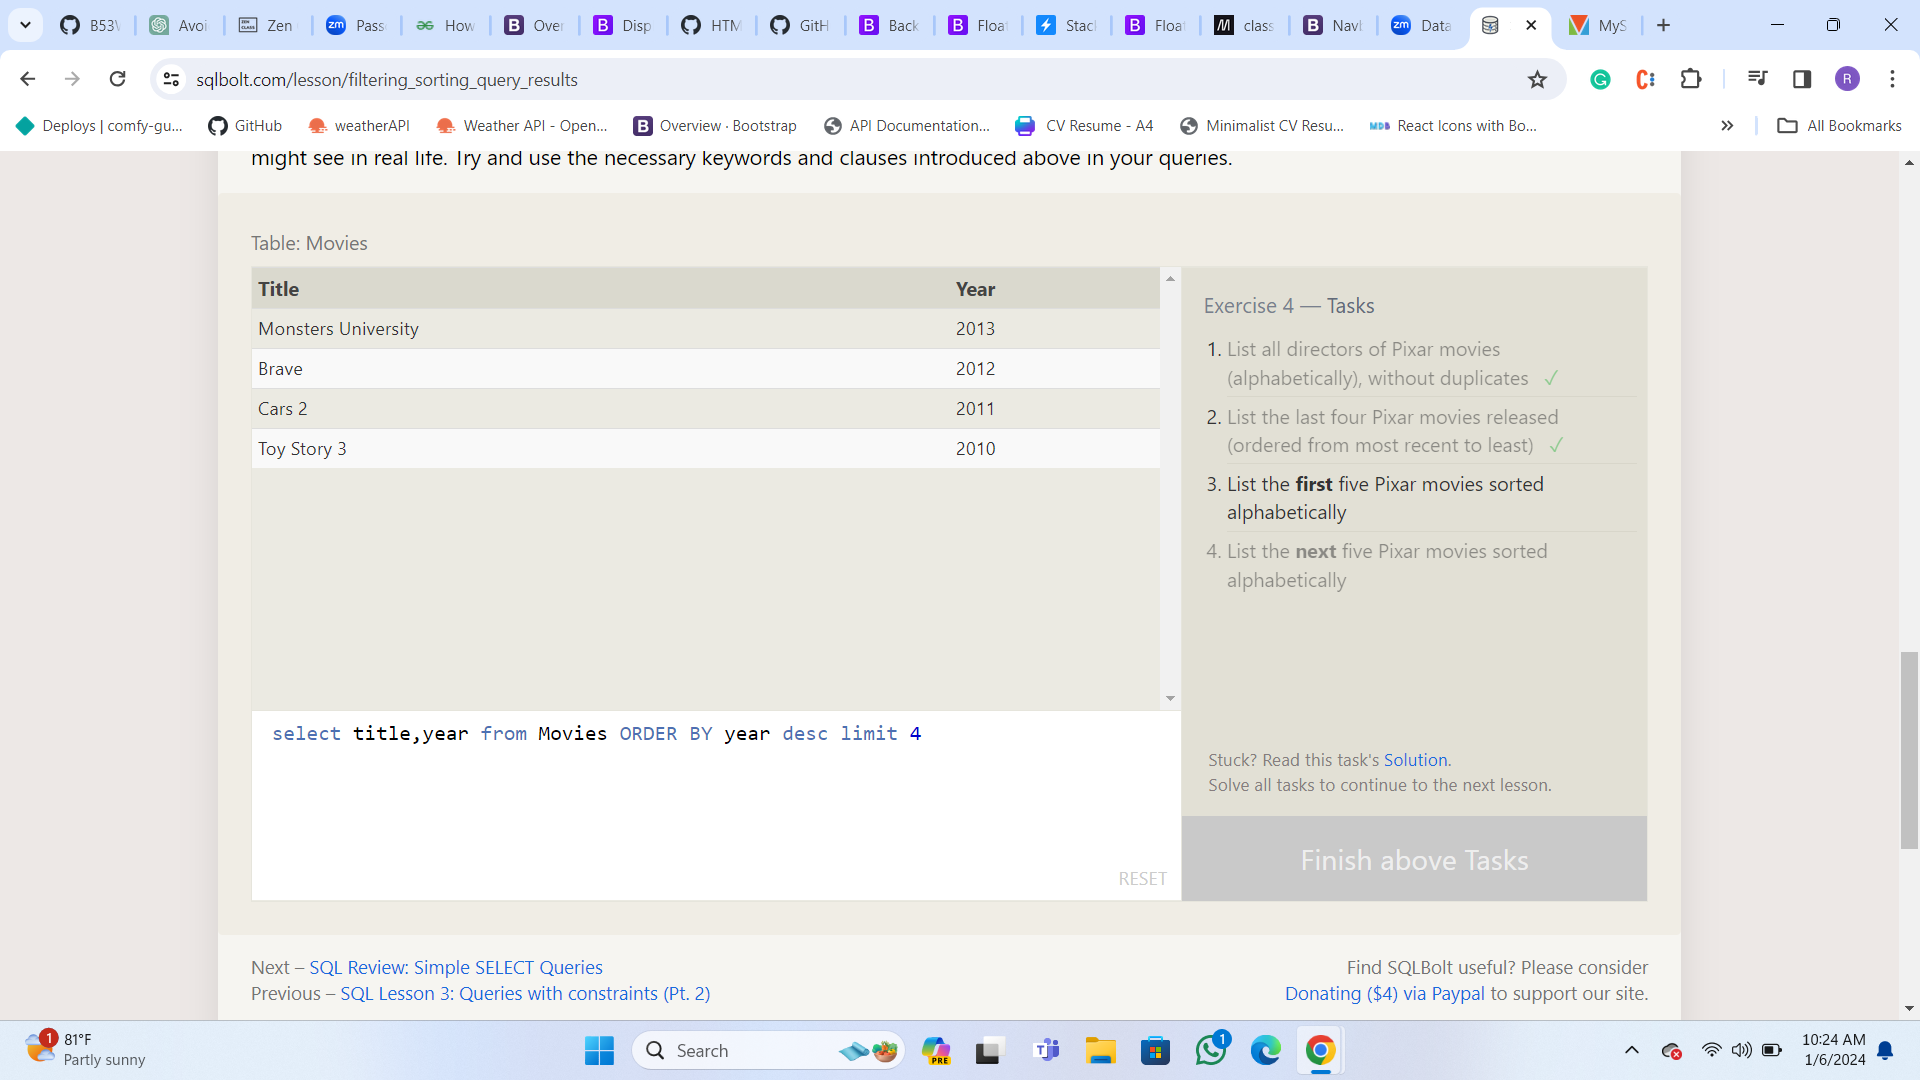 B53V
Avoi
Zen
Pass
How
Over
Disp
HTM
GitH
Back
Float
Stac
Float
class
Navb
Data
MyS
sqlbolt.com/lesson/filtering_sorting_query_results
R
Deploys | comfy-gu...
GitHub
weatherAPI
Weather API - Open...
Overview · Bootstrap
API Documentation...
CV Resume - A4
Minimalist CV Resu...
React Icons with Bo...
All Bookmarks
might see in real life. Try and use the necessary keywords and clauses introduced above in your queries.
Table: Movies
Title Year
Monsters University 2013
Brave 2012
Cars 2 2011
Toy Story 3 2010
select title,year from Movies ORDER BY year desc limit 4
RESET
Exercise 4 — Tasks
1. List all directors of Pixar movies
(alphabetically), without duplicates ✓
2. List the last four Pixar movies released
(ordered from most recent to least) ✓
3. List the first five Pixar movies sorted
alphabetically
4. List the next five Pixar movies sorted
alphabetically
Stuck? Read this task's Solution.
Solve all tasks to continue to the next lesson.
Finish above Tasks
Next – SQL Review: Simple SELECT Queries
Previous – SQL Lesson 3: Queries with constraints (Pt. 2)
Find SQLBolt useful? Please consider
Donating ($4) via Paypal to support our site.
1
81°F
Partly sunny
Search
PRE
1
10:24 AM
1/6/2024